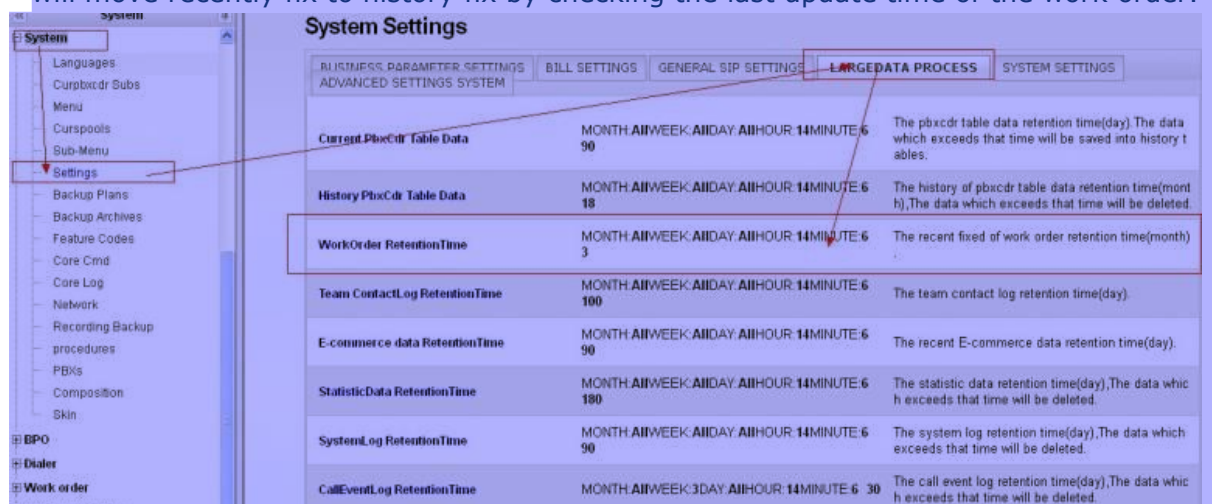 will move recently fix to history fix by checking the last update time of the work order.
System
System
Languages
Curpbxcdr Subs
Menu
Curspools
Sub-Menu
Settings
Backup Plans
Backup Archives
Feature Codes
Core Cmd
Core Log
Network
Recording Backup
procedures
PBXs
Composition
Skin
BPO
Dialer
Work order
System Settings
BUSINESS PARAMETER SETTINGS BILL SETTINGS GENERAL SIP SETTINGS LARGEDATA PROCESS SYSTEM SETTINGS
ADVANCED SETTINGS SYSTEM
Current PbxCdr Table Data
MONTH:AllWEEK:AllDAY:AllHOUR:14MINUTE:6
90
The pbxcdr table data retention time(day).The data
which exceeds that time will be saved into history t
ables.
History PbxCdr Table Data
MONTH:AllWEEK:AllDAY:AllHOUR:14MINUTE:6
18
The history of pbxcdr table data retention time(mont
h),The data which exceeds that time will be deleted.
WorkOrder RetentionTime
MONTH:AllWEEK:AllDAY:AllHOUR:14MINUTE:6
3
The recent fixed of work order retention time(month)
.
Team ContactLog RetentionTime
MONTH:AllWEEK:AllDAY:AllHOUR:14MINUTE:6
100
The team contact log retention time(day).
E-commerce data RetentionTime
MONTH:AllWEEK:AllDAY:AllHOUR:14MINUTE:6
90
The recent E-commerce data retention time(day).
StatisticData RetentionTime
MONTH:AllWEEK:AllDAY:AllHOUR:14MINUTE:6
180
The statistic data retention time(day),The data whic
h exceeds that time will be deleted.
SystemLog RetentionTime
MONTH:AllWEEK:AllDAY:AllHOUR:14MINUTE:6
90
The system log retention time(day),The data which
exceeds that time will be deleted.
CallEventLog RetentionTime
MONTH:AllWEEK:3DAY:AllHOUR:14MINUTE:6 30
The call event log retention time(day),The data whic
h exceeds that time will be deleted.